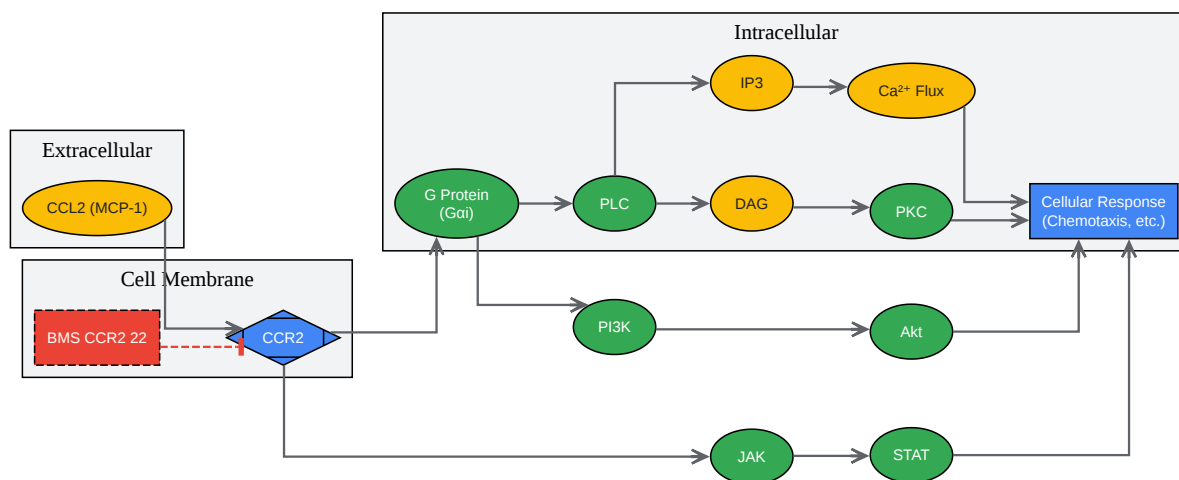 Intracellular
IP3
Ca²⁺ Flux
Extracellular
CCL2 (MCP-1)
G Protein
(Gαi)
PLC
DAG
PKC
Cellular Response
(Chemotaxis, etc.)
Cell Membrane
BMS CCR2 22
CCR2
PI3K
Akt
JAK
STAT